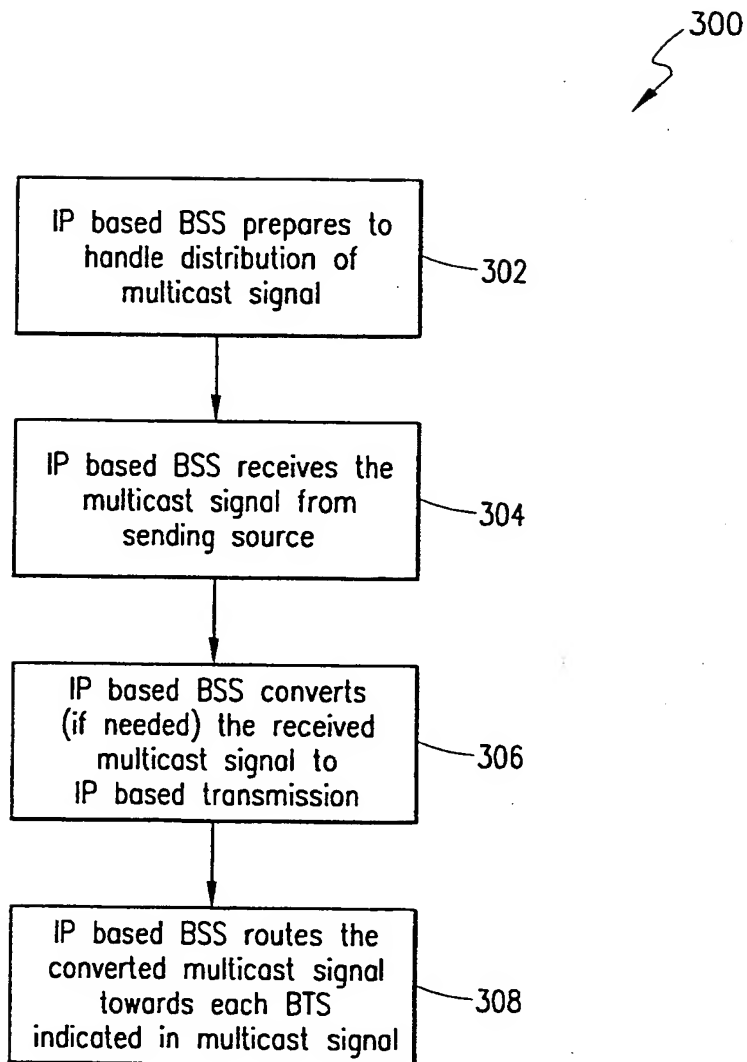 300
IP based BSS prepares to
handle distribution of
multicast signal
302
IP based BSS receives the
multicast signal from
sending source
304
IP based BSS converts
(if needed) the received
multicast signal to
IP based transmission
306
IP based BSS routes the
converted multicast signal
towards each BTS
indicated in multicast signal
308